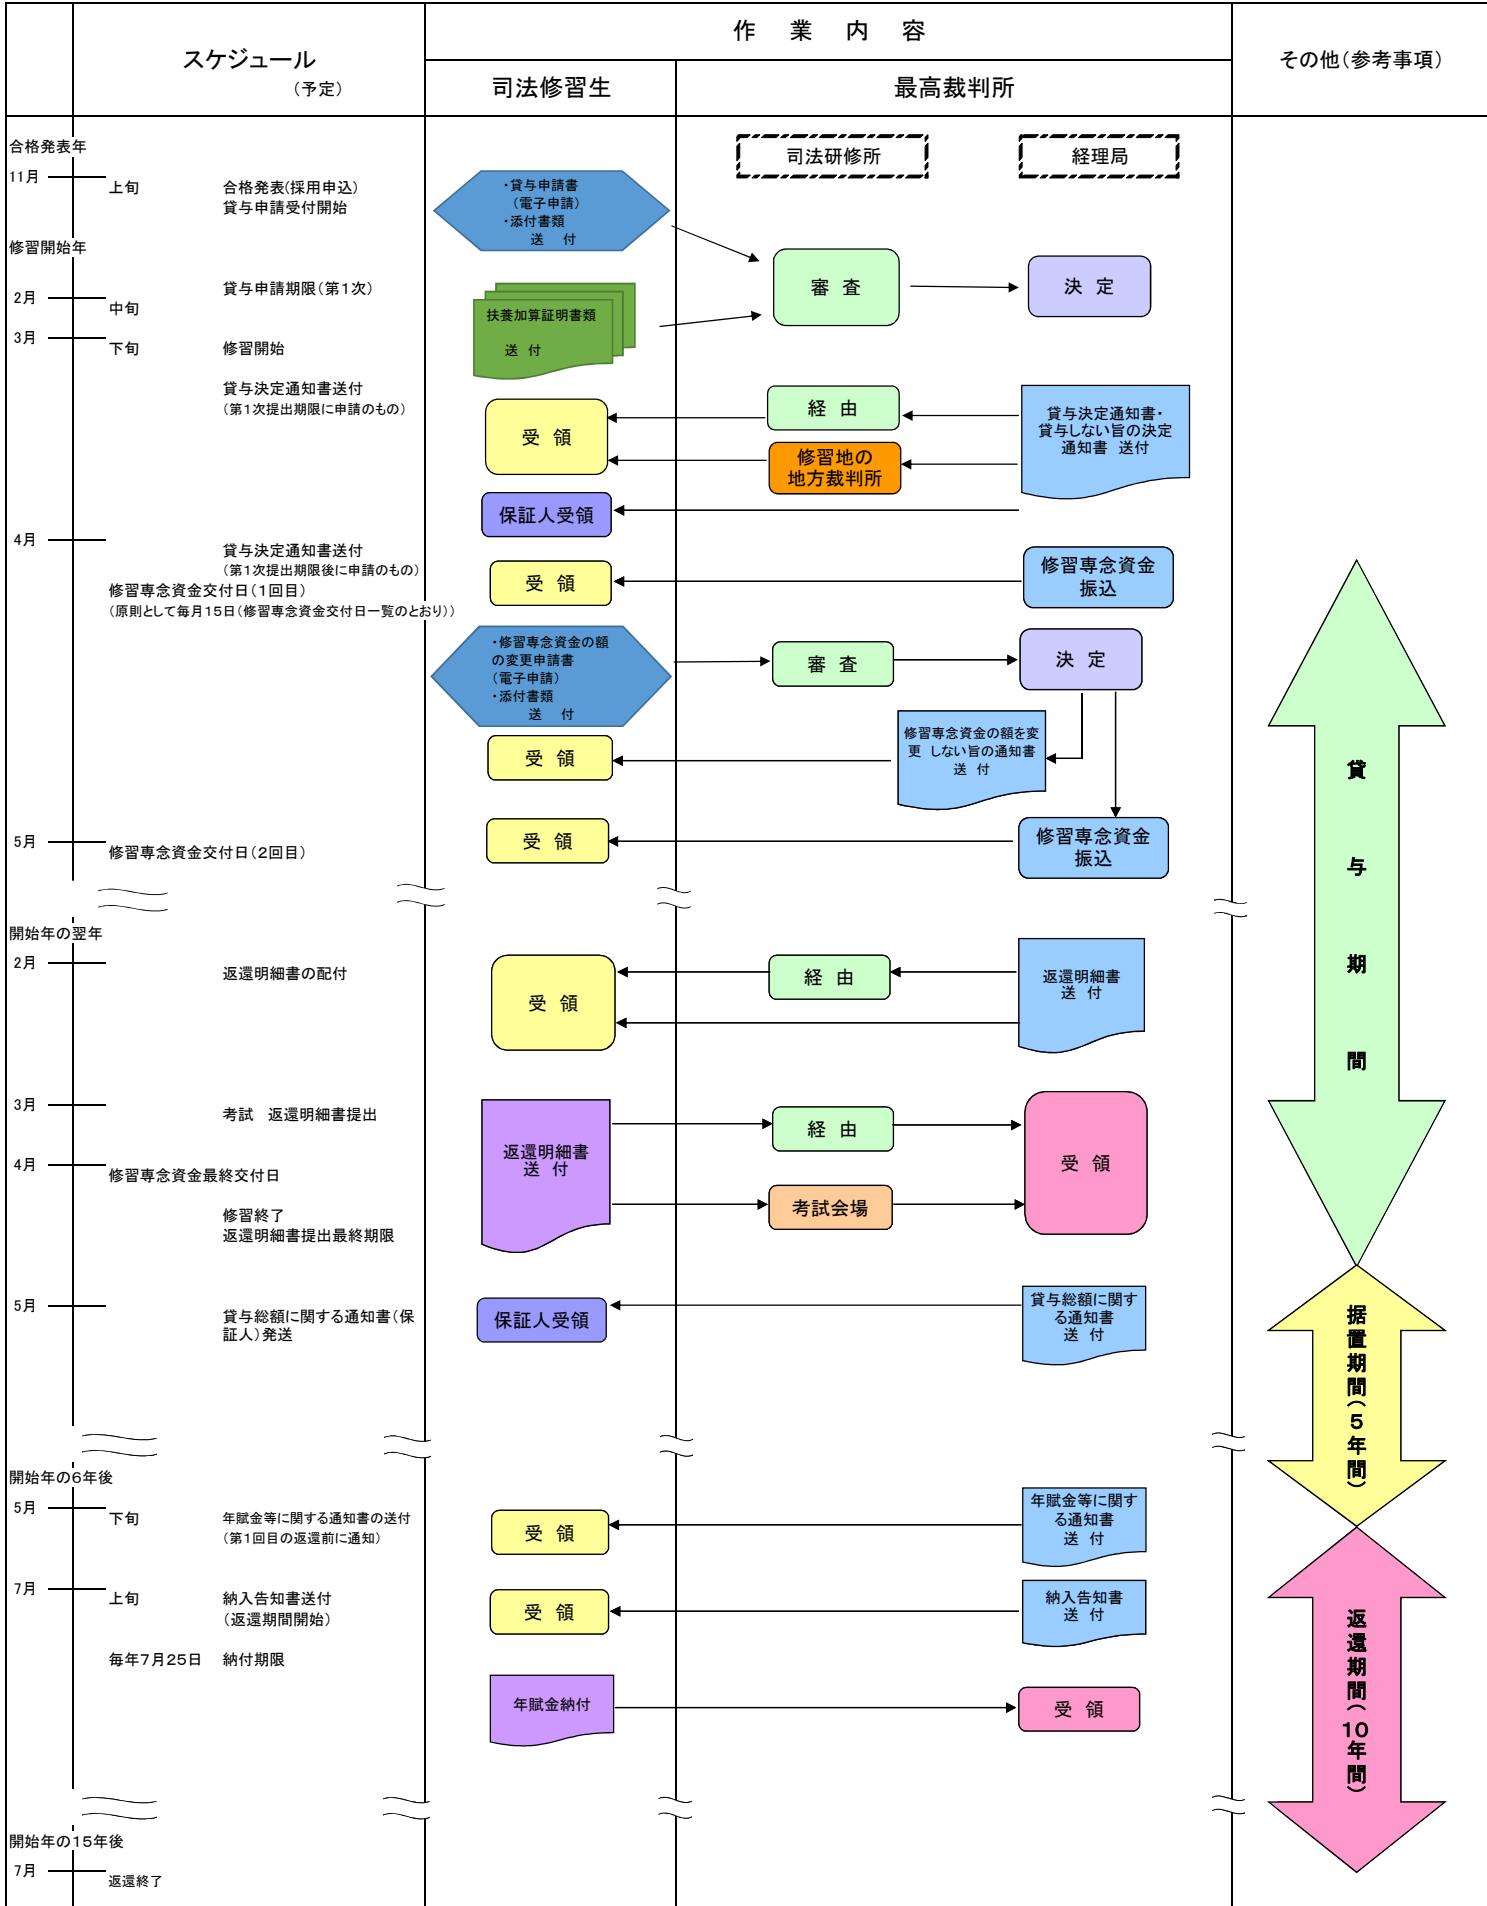 作　業　内　容
スケジュール
（予定）
司法修習生
最高裁判所
その他（参考事項）
合格発表年
司法研修所
経理局
11月
上旬
合格発表(採用申込)
貸与申請受付開始
・貸与申請書
（電子申請）
・添付書類
送　付
修習開始年
2月
中旬
貸与申請期限（第1次）
審 査
決 定
扶養加算証明書類
送 付
3月
下旬
修習開始
貸与決定通知書送付
（第1次提出期限に申請のもの）
受 領
経 由
修習地の
地方裁判所
貸与決定通知書・
貸与しない旨の決定
通知書 送付
保証人受領
4月
貸与決定通知書送付
（第1次提出期限後に申請のもの）
修習専念資金交付日（1回目）
（原則として毎月15日（修習専念資金交付日一覧のとおり））
受 領
修習専念資金
振込
・修習専念資金の額
の変更申請書
（電子申請）
・添付書類
送　付
審 査
決 定
受 領
修習専念資金の額を変
更 しない旨の通知書
送 付
5月
修習専念資金交付日（2回目）
受 領
修習専念資金
振込
貸与期間
開始年の翌年
2月
返還明細書の配付
受 領
経 由
返還明細書
送 付
3月
考試　返還明細書提出
返還明細書
送 付
経 由
考試会場
受 領
4月
修習専念資金最終交付日
修習終了
返還明細書提出最終期限
5月
貸与総額に関する通知書（保
証人）発送
保証人受領
貸与総額に関す
る通知書
送 付
据置期間（5年間）
開始年の6年後
5月
下旬
年賦金等に関する通知書の送付
（第1回目の返還前に通知）
受 領
年賦金等に関す
る通知書
送 付
7月
上旬
納入告知書送付
（返還期間開始）
受 領
納入告知書
送 付
毎年7月25日
納付期限
年賦金納付
受 領
返還期間（10年間）
開始年の15年後
7月
返還終了